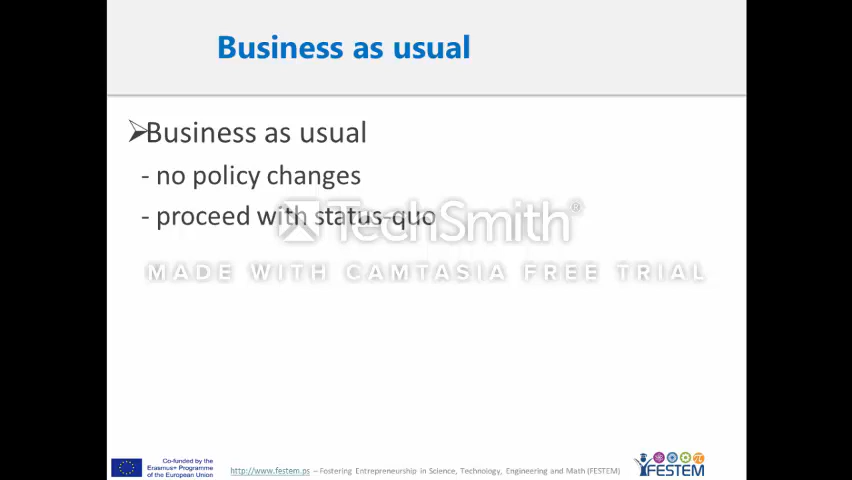 Business as usual
➢Business as usual
- no policy changes
- proceed with status-quo
TechSmith®
MADE WITH CAMTASIA FREE TRIAL
Co-funded by the
Erasmus+ Programme
of the European Union
http://www.festem.ps – Fostering Entrepreneurship in Science, Technology, Engineering and Math (FESTEM)
FESTEM